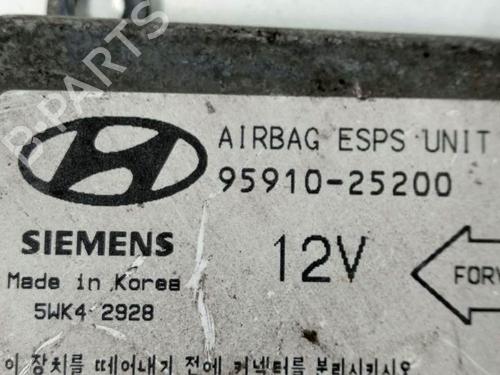 AIRBAG ESPS UNIT
95910-25200
SIEMENS
12V
Made in Korea
5WK4 2928
FORW
이 장치를 떼어내기 전에 커넥터를 분리시키시오
B-PARTS